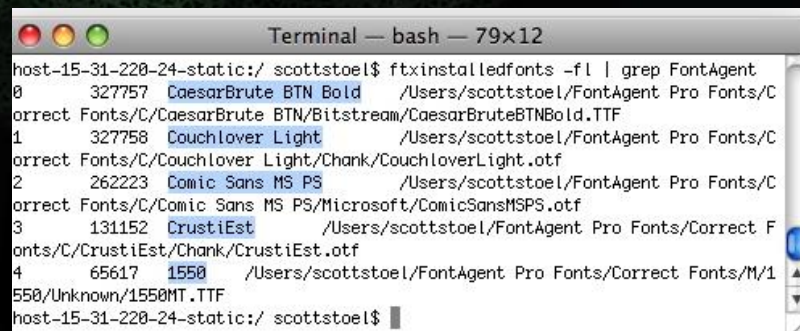 Terminal — bash — 79×12
host-15-31-220-24-static:/ scottstoel$ ftxinstalledfonts -fl | grep FontAgent
0 327757 CaesarBrute BTN Bold /Users/scottstoel/FontAgent Pro Fonts/C
orrect Fonts/C/CaesarBrute BTN/Bitstream/CaesarBruteBTNBold.TTF
1 327758 Couchlover Light /Users/scottstoel/FontAgent Pro Fonts/C
orrect Fonts/C/Couchlover Light/Chank/CouchloverLight.otf
2 262223 Comic Sans MS PS /Users/scottstoel/FontAgent Pro Fonts/C
orrect Fonts/C/Comic Sans MS PS/Microsoft/ComicSansMSPS.otf
3 131152 CrustiEst /Users/scottstoel/FontAgent Pro Fonts/Correct F
onts/C/CrustiEst/Chank/CrustiEst.otf
4 65617 1550 /Users/scottstoel/FontAgent Pro Fonts/Correct Fonts/M/1
550/Unknown/1550MT.TTF
host-15-31-220-24-static:/ scottstoel$